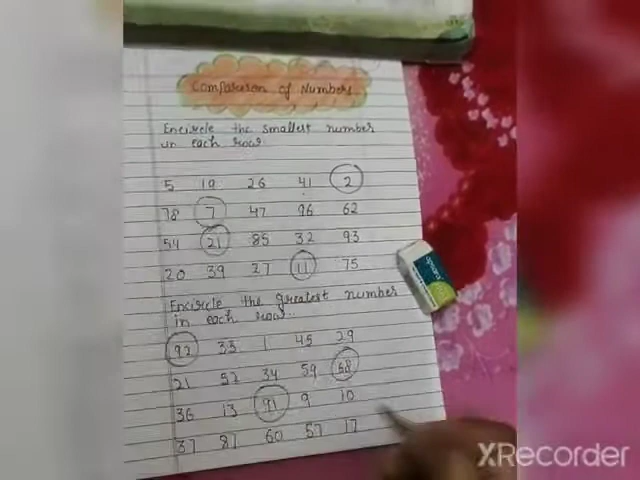 Comparison of Numbers
Encircle the smallest number
in each row.
5 19 26 41 2
78 7 47 96 62
54 21 85 32 93
20 39 27 11 75
Encircle the greatest number
in each row.
92 33 1 45 29
21 52 34 59 68
36 13 91 9 10
37 81 60 57 17
XRecorder